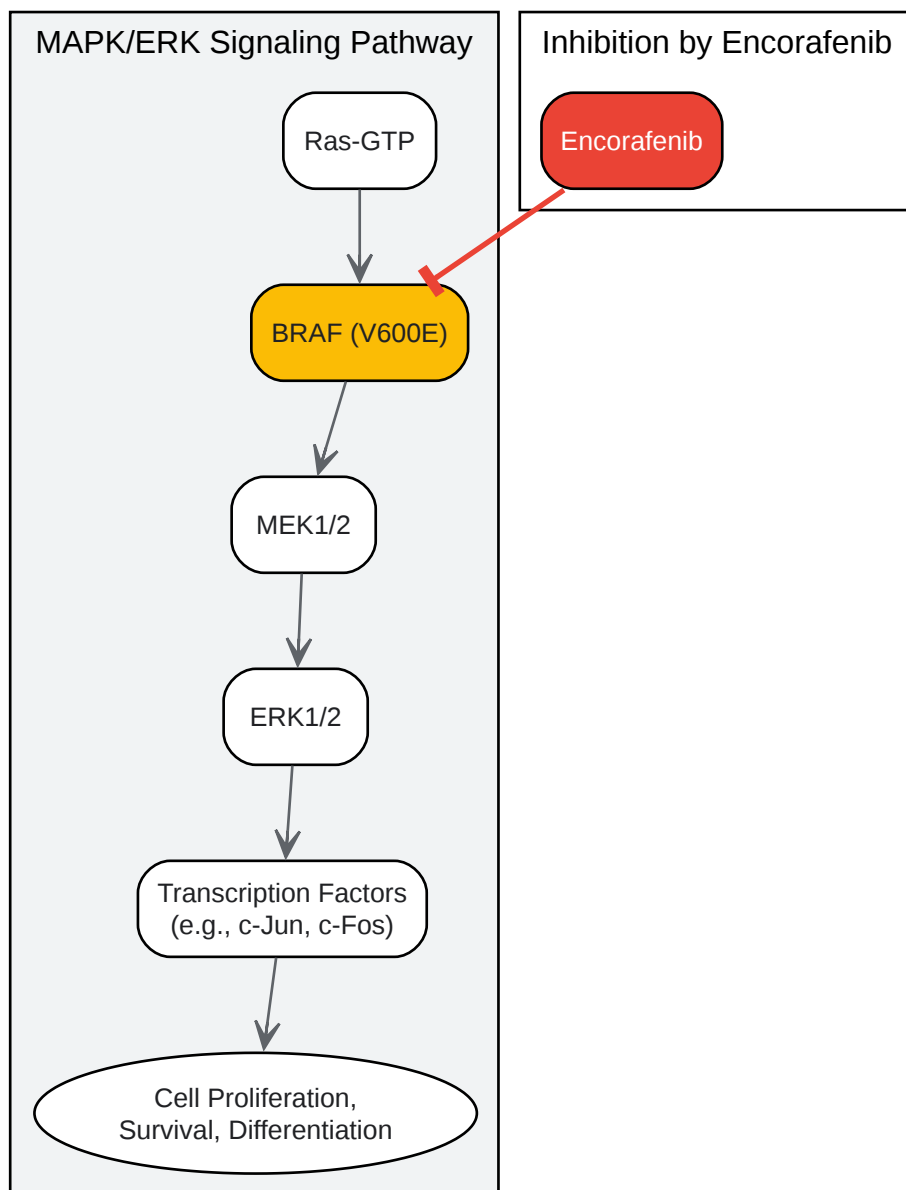 MAPK/ERK Signaling Pathway
Inhibition by Encorafenib
Ras-GTP
Encorafenib
BRAF (V600E)
MEK1/2
ERK1/2
Transcription Factors
(e.g., c-Jun, c-Fos)
Cell Proliferation,
Survival, Differentiation